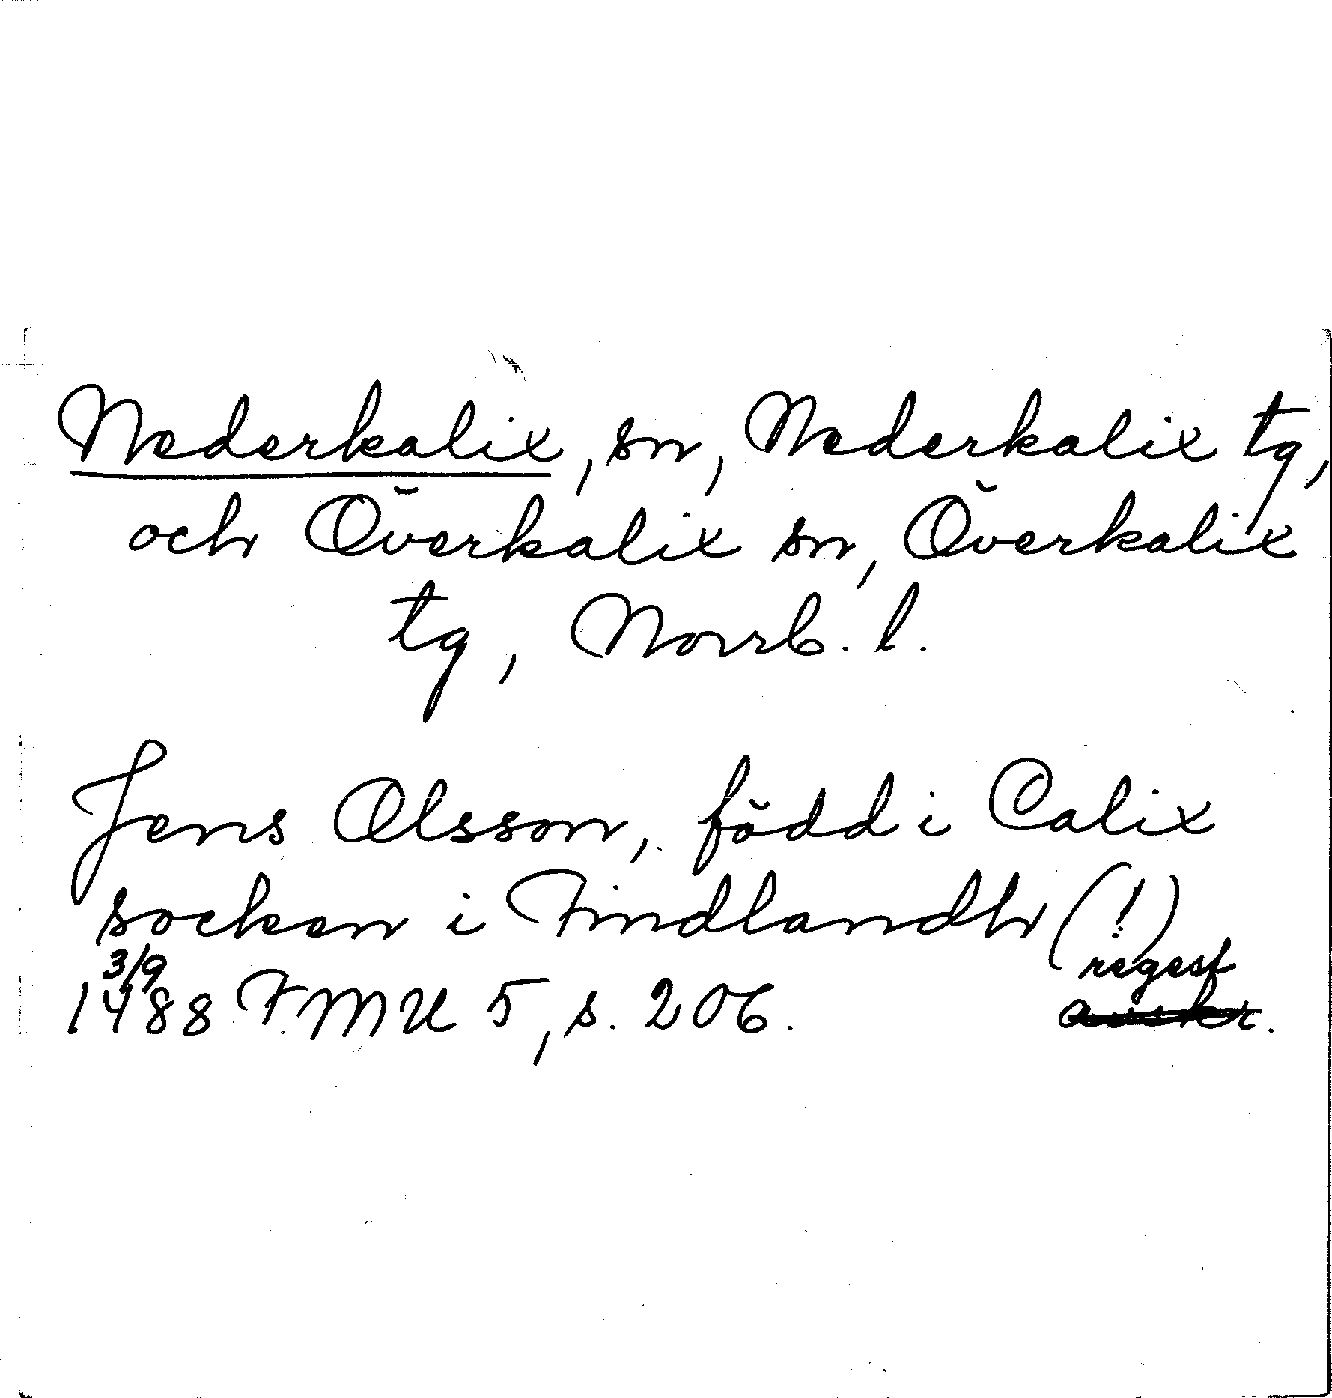 Nederkalix, sn, Nederkalix tg,
och Överkalix sn, Överkalix
tg, Norrb. l.
Jens Olsson, född i Calix
socken i Findlandh (!)
3/9 regest
1488 FMU 5, s. 206.